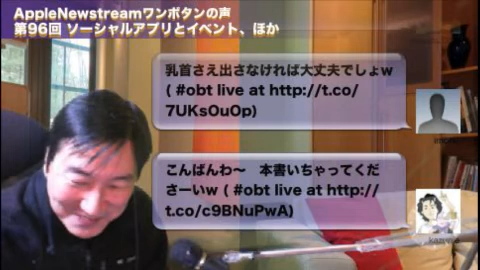 AppleNewstreamワンボタンの声
第96回 ソーシャルアプリとイベント、ほか
乳首さえ出さなければ大丈夫でしょw
( #obt live at http://t.co/
7UKsOuOp)
こんばんわ〜　本書いちゃってくだ
さーいw ( #obt live at http://
t.co/c9BNuPwA)